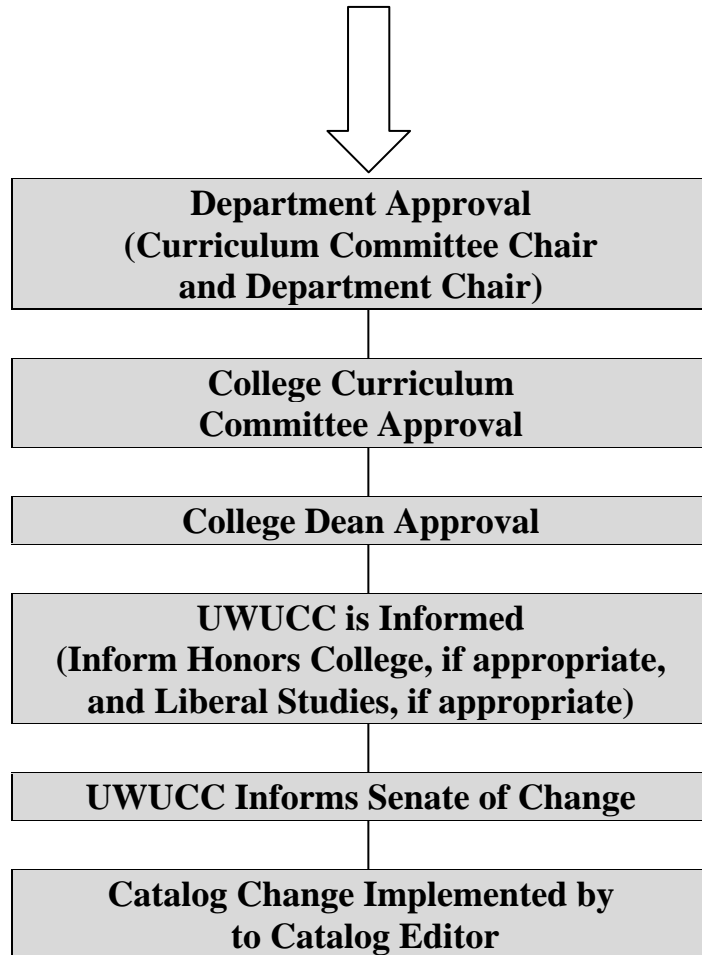 Department Approval
(Curriculum Committee Chair
and Department Chair)
College Curriculum
Committee Approval
College Dean Approval
UWUCC is Informed
(Inform Honors College, if appropriate,
and Liberal Studies, if appropriate)
UWUCC Informs Senate of Change
Catalog Change Implemented by
to Catalog Editor